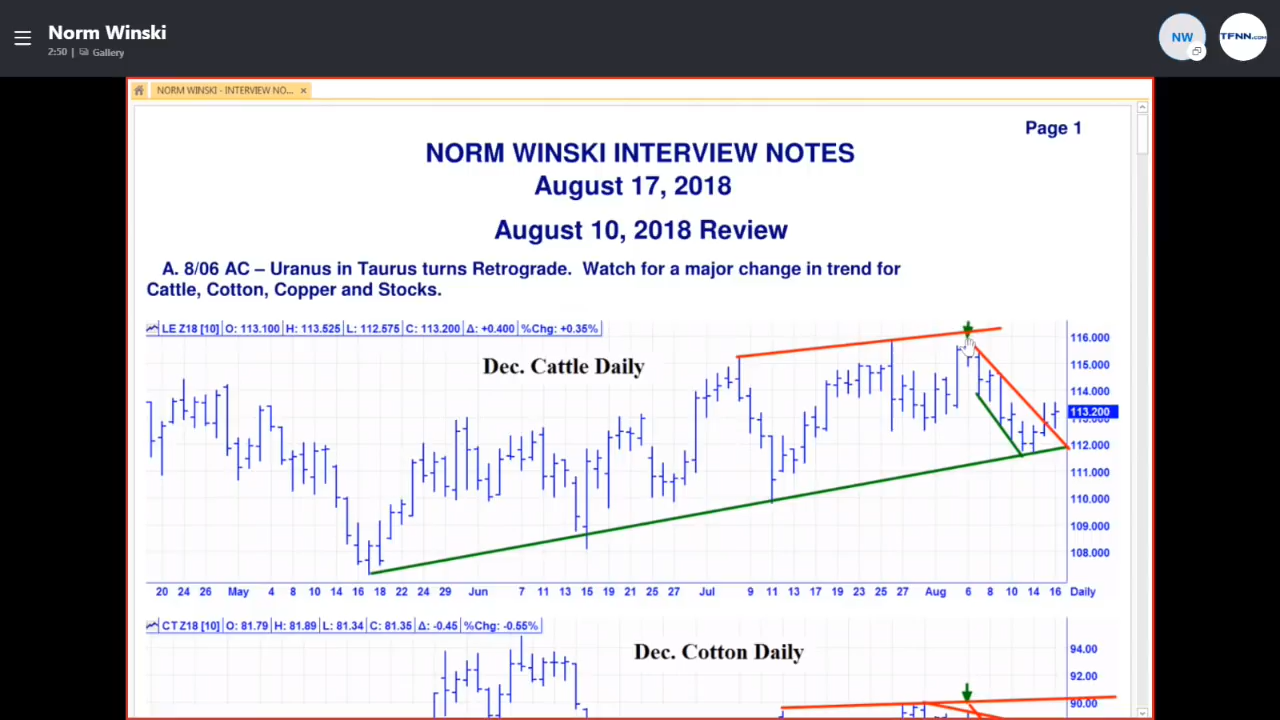 Norm Winski
2:50 | Gallery
NW
TFNN.COM
NORM WINSKI - INTERVIEW NO... ×
Page 1
NORM WINSKI INTERVIEW NOTES
August 17, 2018
August 10, 2018 Review
A. 8/06 AC – Uranus in Taurus turns Retrograde. Watch for a major change in trend for
Cattle, Cotton, Copper and Stocks.
LE Z18 [10] O: 113.100 H: 113.525 L: 112.575 C: 113.200 Δ: +0.400 %Chg: +0.35%
Dec. Cattle Daily
116.000
115.000
114.000
113.200
113.000
112.000
111.000
110.000
109.000
108.000
20 24 26 May 4 8 10 14 16 18 22 24 29 Jun 7 11 13 15 19 21 25 27 Jul 9 11 13 17 19 23 25 27 Aug 6 8 10 14 16 Daily
CT Z18 [10] O: 81.79 H: 81.89 L: 81.34 C: 81.35 Δ: -0.45 %Chg: -0.55%
Dec. Cotton Daily
94.00
92.00
90.00